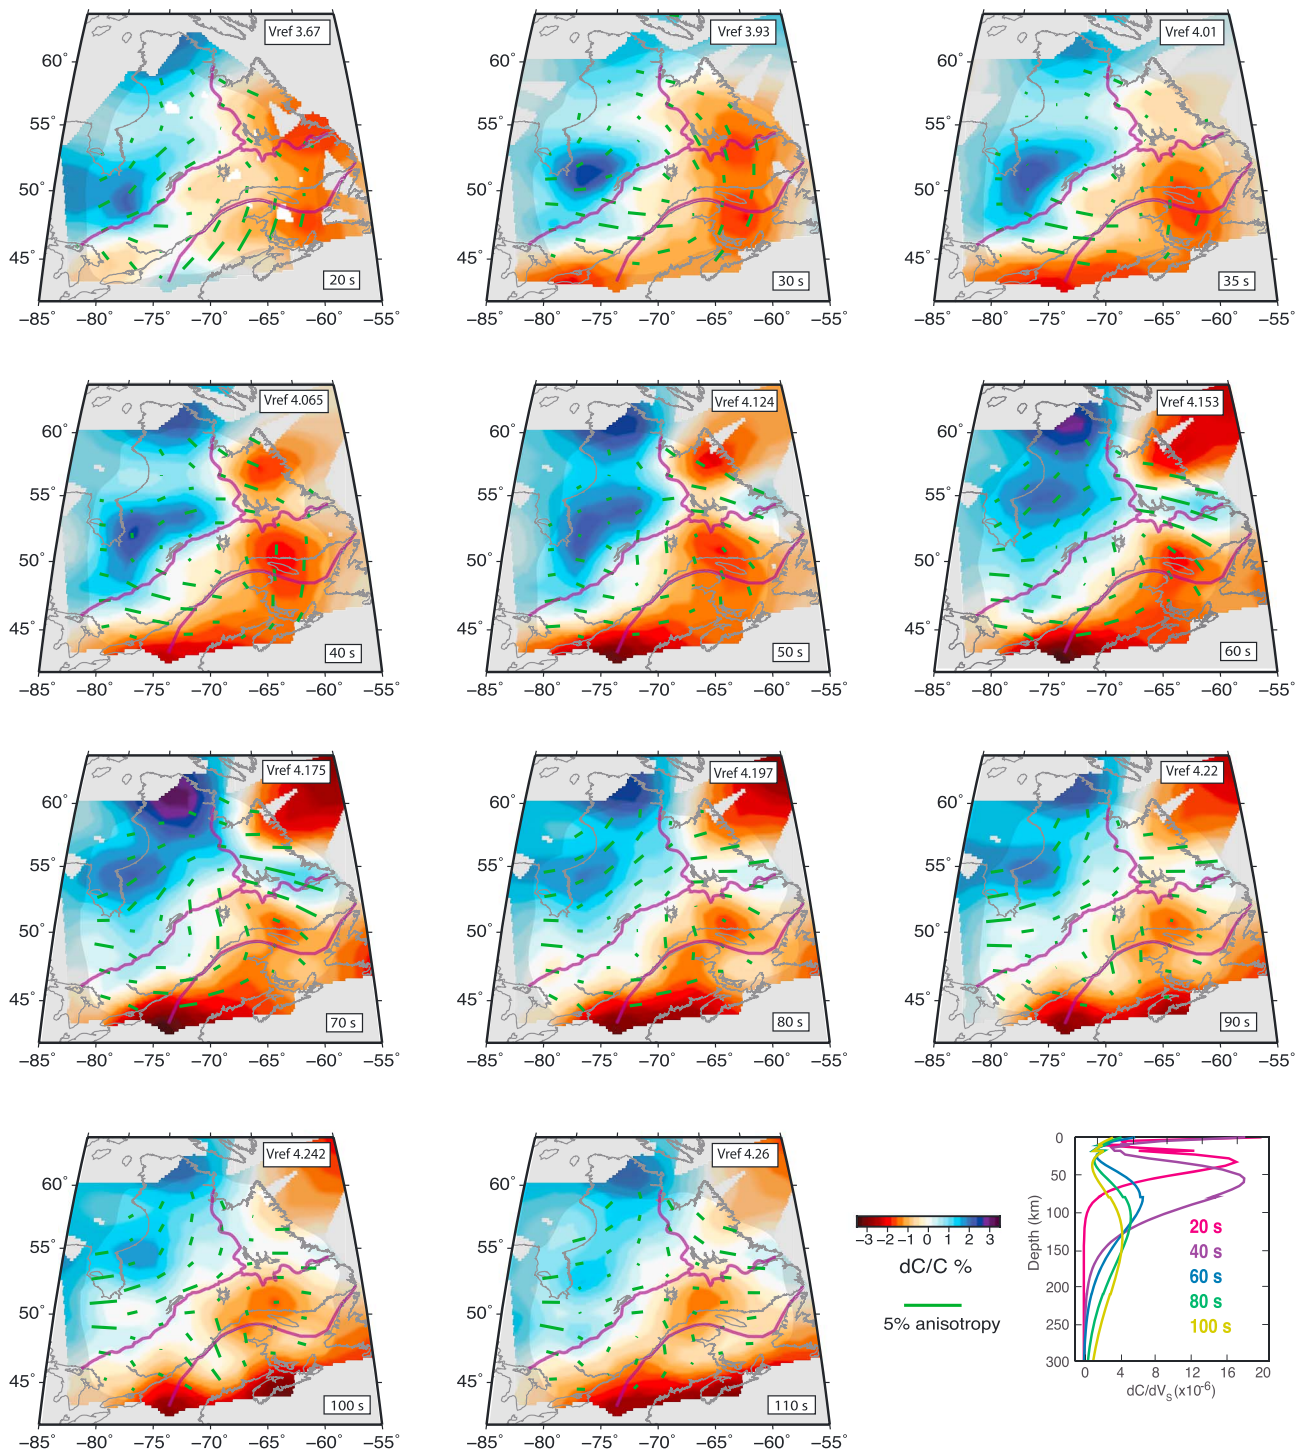 Vref 3.67
60°
55°
50°
45°
20 s
−85 −80 −75 −70 −65 −60 −55°
Vref 3.93
60°
55°
50°
45°
30 s
−85 −80 −75 −70 −65 −60 −55°
Vref 4.01
60°
55°
50°
45°
35 s
−85 −80 −75 −70 −65 −60 −55°
Vref 4.065
60°
55°
50°
45°
40 s
−85 −80 −75 −70 −65 −60 −55°
Vref 4.124
60°
55°
50°
45°
50 s
−85 −80 −75 −70 −65 −60 −55°
Vref 4.153
60°
55°
50°
45°
60 s
−85 −80 −75 −70 −65 −60 −55°
Vref 4.175
60°
55°
50°
45°
70 s
−85 −80 −75 −70 −65 −60 −55°
Vref 4.197
60°
55°
50°
45°
80 s
−85 −80 −75 −70 −65 −60 −55°
Vref 4.22
60°
55°
50°
45°
90 s
−85 −80 −75 −70 −65 −60 −55°
Vref 4.242
60°
55°
50°
45°
100 s
−85 −80 −75 −70 −65 −60 −55°
Vref 4.26
60°
55°
50°
45°
110 s
−85 −80 −75 −70 −65 −60 −55°
−3 −2 −1 0 1 2 3
dC/C %
5% anisotropy
Depth (km)
0
50
100
150
200
250
300
20 s
40 s
60 s
80 s
100 s
0 4 8 12 16 20
dC/dVS (x10-6)